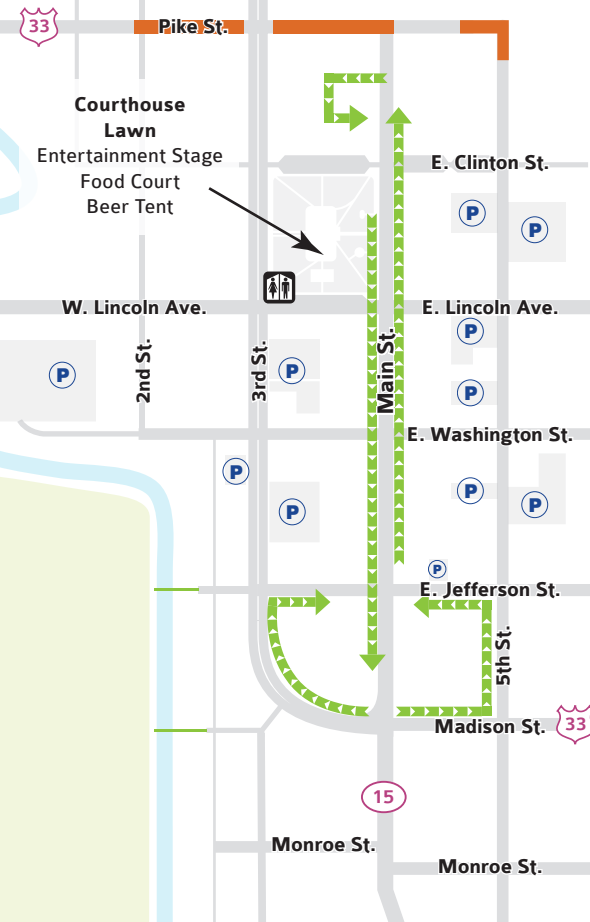 33
Pike St.
Courthouse
Lawn
Entertainment Stage
Food Court
Beer Tent
E. Clinton St.
P
P
W. Lincoln Ave.
E. Lincoln Ave.
P
P
P
2nd St.
3rd St.
Main St.
P
E. Washington St.
P
P
P
P
P
E. Jefferson St.
5th St.
Madison St.
33
15
Monroe St.
Monroe St.